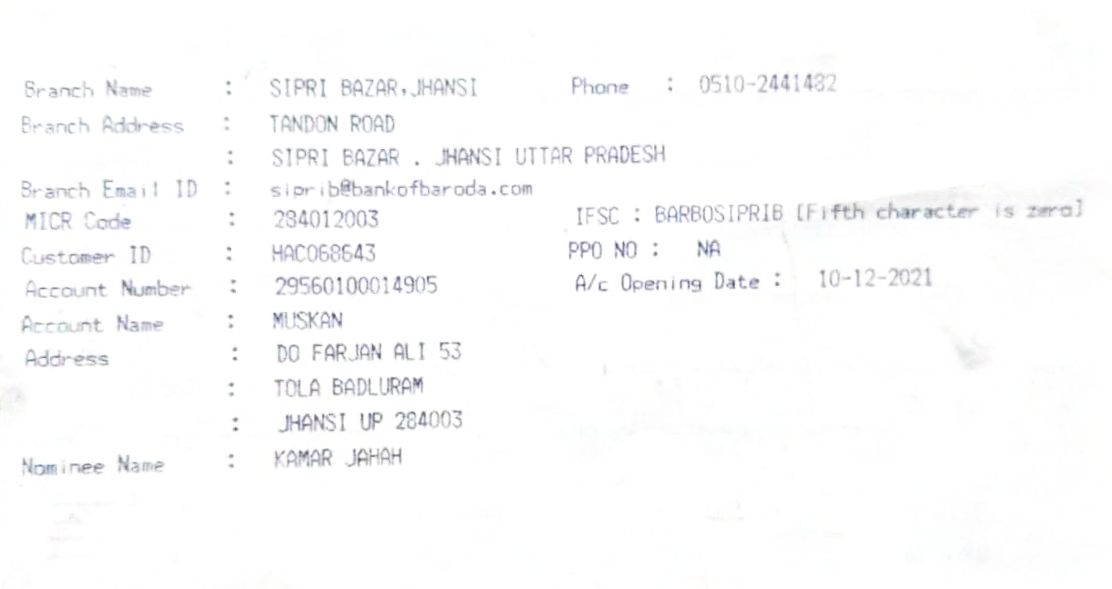 Branch Name : SIPRI BAZAR,JHANSI Phone : 0510-2441482
Branch Address : TANDON ROAD
: SIPRI BAZAR . JHANSI UTTAR PRADESH
Branch Email ID : siprib@bankofbaroda.com
MICR Code : 284012003 IFSC : BARB0SIPRIB [Fifth character is zero]
Customer ID : HAC068643 PPO NO : NA
Account Number : 29560100014905 A/c Opening Date : 10-12-2021
Account Name : MUSKAN
Address : DO FARJAN ALI 53
: TOLA BADLURAM
: JHANSI UP 284003
Nominee Name : KAMAR JAHAH